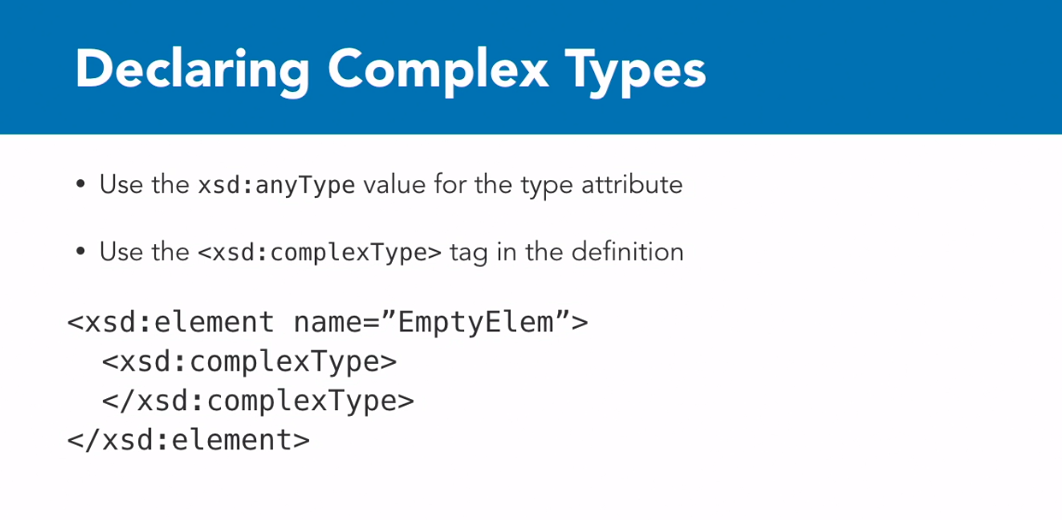 Declaring Complex Types
• Use the xsd:anyType value for the type attribute
• Use the <xsd:complexType> tag in the definition
<xsd:element name=”EmptyElem”>
  <xsd:complexType>
  </xsd:complexType>
</xsd:element>